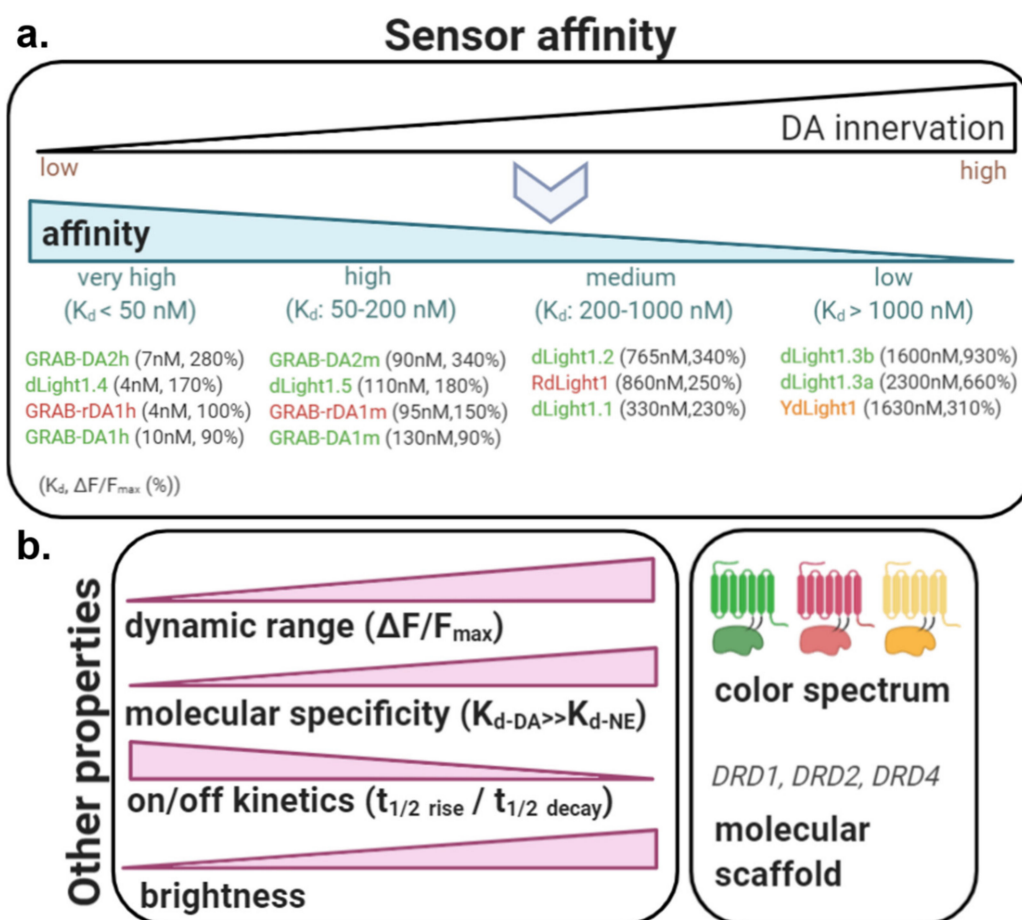 a.
Sensor affinity
DA innervation
low
high
affinity
very high
(Kd < 50 nM)
high
(Kd: 50-200 nM)
medium
(Kd: 200-1000 nM)
low
(Kd > 1000 nM)
GRAB-DA2h (7nM, 280%)
dLight1.4 (4nM, 170%)
GRAB-rDA1h (4nM, 100%)
GRAB-DA1h (10nM, 90%)
GRAB-DA2m (90nM, 340%)
dLight1.5 (110nM, 180%)
GRAB-rDA1m (95nM,150%)
GRAB-DA1m (130nM,90%)
dLight1.2 (765nM,340%)
RdLight1 (860nM,250%)
dLight1.1 (330nM,230%)
dLight1.3b (1600nM,930%)
dLight1.3a (2300nM,660%)
YdLight1 (1630nM,310%)
(Kd, ΔF/Fmax (%))
b.
Other properties
dynamic range (ΔF/Fmax)
molecular specificity (Kd-DA>>Kd-NE)
on/off kinetics (t1/2 rise / t1/2 decay)
brightness
color spectrum
DRD1, DRD2, DRD4
molecular
scaffold